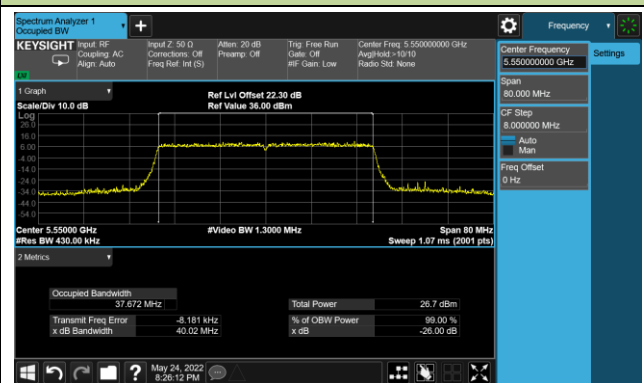 Spectrum Analyzer 1
Occupied BW
Frequency
KEYSIGHT
Input: RF
Coupling: AC
Align: Auto
Input Z: 50 Ω
Corrections: Off
Freq Ref: Int (S)
Atten: 20 dB
Preamp: Off
Trig: Free Run
Gate: Off
#IF Gain: Low
Center Freq: 5.550000000 GHz
Avg|Hold:>10/10
Radio Std: None
Center Frequency
5.550000000 GHz
Settings
Span
80.000 MHz
CF Step
8.000000 MHz
Auto
Man
Freq Offset
0 Hz
1 Graph
Ref Lvl Offset 22.30 dB
Scale/Div 10.0 dB
Ref Value 36.00 dBm
Log
26.0
16.0
6.00
-4.00
-14.0
-24.0
-34.0
-44.0
-54.0
Center 5.55000 GHz
#Video BW 1.3000 MHz
Span 80 MHz
#Res BW 430.00 kHz
Sweep 1.07 ms (2001 pts)
2 Metrics
Occupied Bandwidth
37.672 MHz
Total Power
26.7 dBm
Transmit Freq Error
-8.181 kHz
% of OBW Power
99.00 %
x dB Bandwidth
40.02 MHz
x dB
-26.00 dB
May 24, 2022
8:26:12 PM